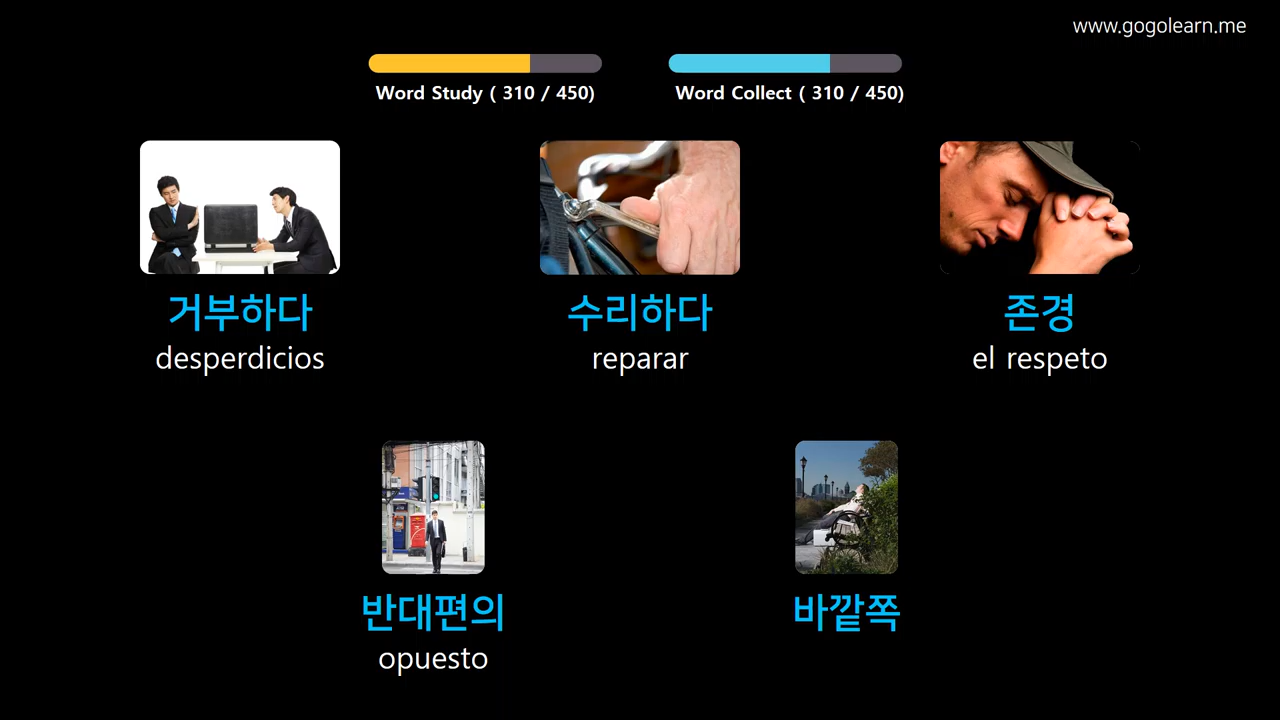 www.gogolearn.me
Word Study ( 310 / 450)
Word Collect ( 310 / 450)
거부하다
desperdicios
수리하다
reparar
존경
el respeto
반대편의
opuesto
바깥쪽